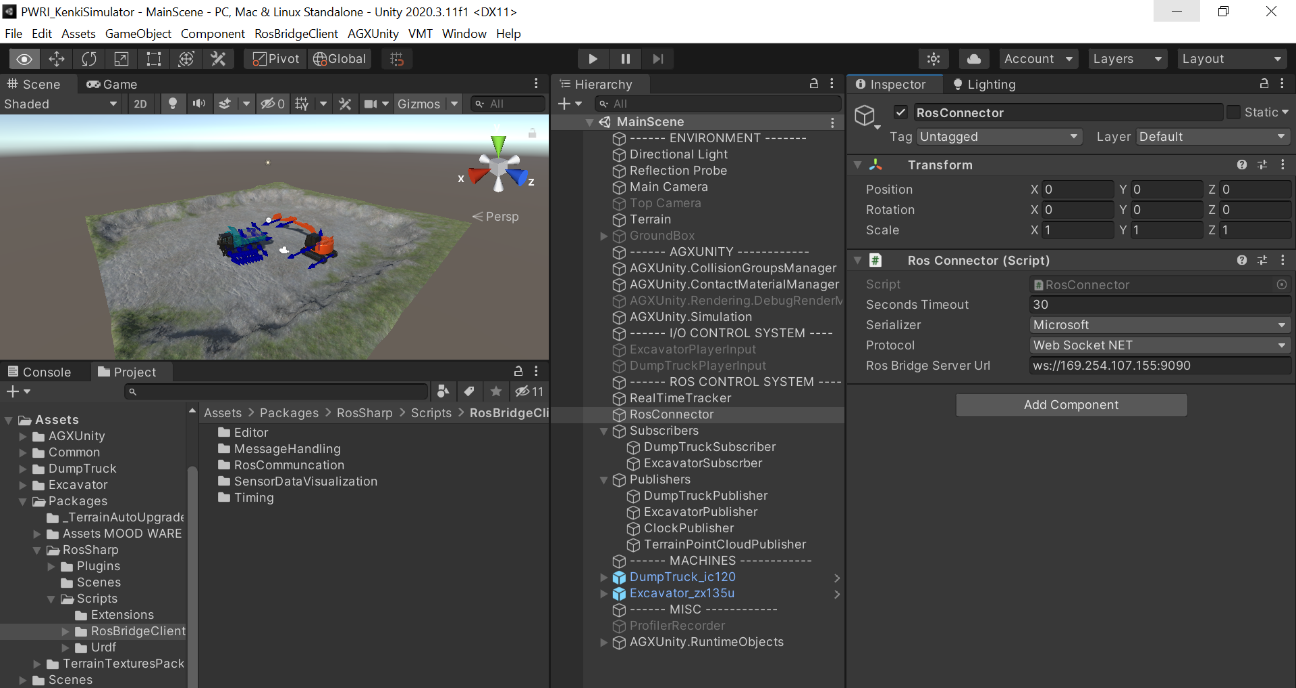 PWRI_KenkiSimulator - MainScene - PC, Mac & Linux Standalone - Unity 2020.3.11f1 <DX11>
File Edit Assets GameObject Component RosBridgeClient AGXUnity VMT Window Help
Pivot Global Account Layers Layout
Scene Game
Shaded 2D 0 Gizmos All
X Z
Persp
Console Project
11
Assets
AGXUnity
Common
DumpTruck
Excavator
Packages
_TerrainAutoUpgrade
Assets MOOD WARE
RosSharp
Plugins
Scenes
Scripts
Extensions
RosBridgeClient
Urdf
TerrainTexturesPack
Scenes
Assets > Packages > RosSharp > Scripts > RosBridgeCli
Editor
MessageHandling
RosCommuncation
SensorDataVisualization
Timing
Hierarchy
All
MainScene
------ ENVIRONMENT -------
Directional Light
Reflection Probe
Main Camera
Top Camera
Terrain
GroundBox
------ AGXUNITY ------------
AGXUnity.CollisionGroupsManager
AGXUnity.ContactMaterialManager
AGXUnity.Rendering.DebugRenderM
AGXUnity.Simulation
------ I/O CONTROL SYSTEM ----
ExcavatorPlayerInput
DumpTruckPlayerInput
------ ROS CONTROL SYSTEM ----
RealTimeTracker
RosConnector
Subscribers
DumpTruckSubscriber
ExcavatorSubscrber
Publishers
DumpTruckPublisher
ExcavatorPublisher
ClockPublisher
TerrainPointCloudPublisher
------ MACHINES ------------
DumpTruck_ic120
Excavator_zx135u
------ MISC ------------
ProfilerRecorder
AGXUnity.RuntimeObjects
Inspector Lighting
RosConnector Static
Tag Untagged Layer Default
Transform
Position X 0 Y 0 Z 0
Rotation X 0 Y 0 Z 0
Scale X 1 Y 1 Z 1
# Ros Connector (Script)
Script # RosConnector
Seconds Timeout 30
Serializer Microsoft
Protocol Web Socket NET
Ros Bridge Server Url ws://169.254.107.155:9090
Add Component